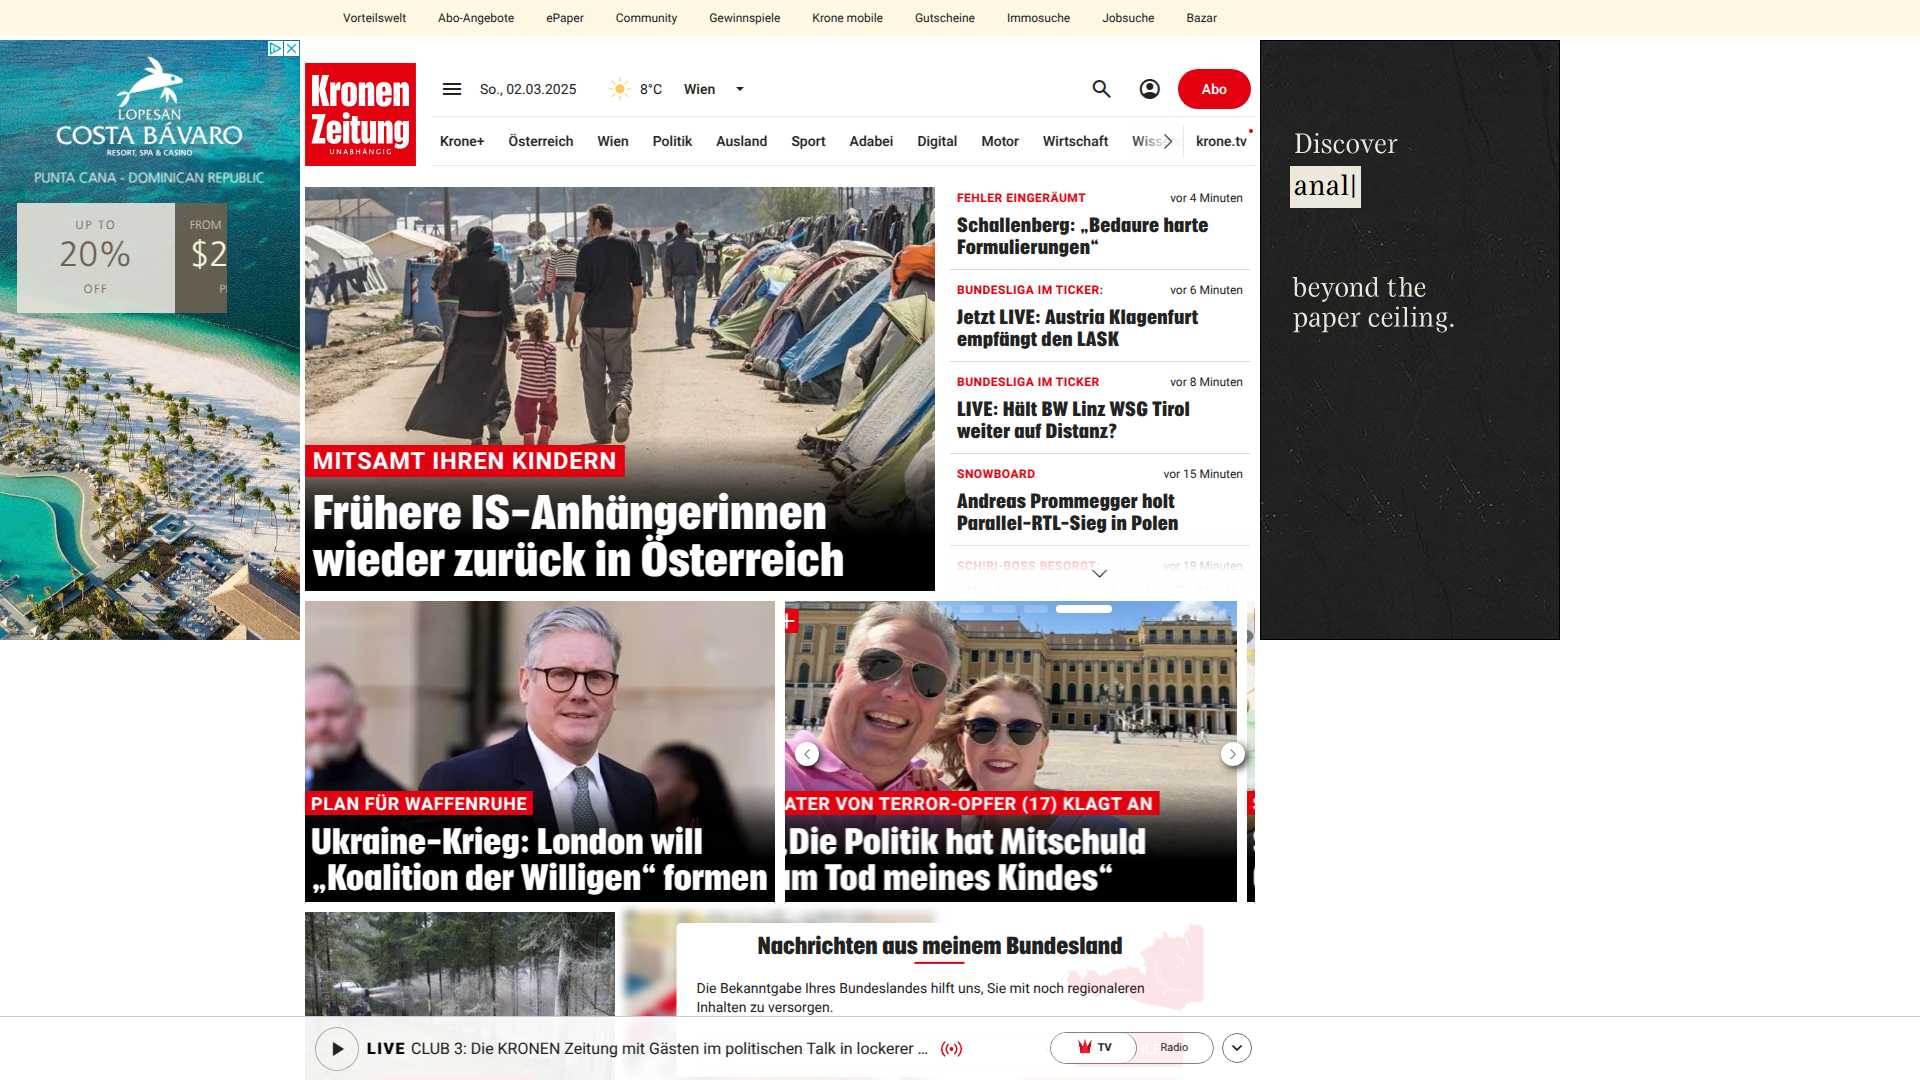 Vorteilswelt
Abo-Angebote
ePaper
Community
Gewinnspiele
Krone mobile
Gutscheine
Immosuche
Jobsuche
Bazar
LOPESAN
COSTA BÁVARO
RESORT, SPA & CASINO
PUNTA CANA - DOMINICAN REPUBLIC
UP TO
20%
OFF
FROM
$2
Kronen
Zeitung
UNABHÄNGIG
So., 02.03.2025
8°C
Wien
Abo
Krone+
Österreich
Wien
Politik
Ausland
Sport
Adabei
Digital
Motor
Wirtschaft
Wiss
krone.tv
MITSAMT IHREN KINDERN
Frühere IS-Anhängerinnen
wieder zurück in Österreich
FEHLER EINGERÄUMT
vor 4 Minuten
Schallenberg: „Bedaure harte
Formulierungen“
BUNDESLIGA IM TICKER:
vor 6 Minuten
Jetzt LIVE: Austria Klagenfurt
empfängt den LASK
BUNDESLIGA IM TICKER
vor 8 Minuten
LIVE: Hält BW Linz WSG Tirol
weiter auf Distanz?
SNOWBOARD
vor 15 Minuten
Andreas Prommegger holt
Parallel-RTL-Sieg in Polen
SCHIRI-BOSS BESORGT:
vor 19 Minuten
Discover
anal|
beyond the
paper ceiling.
PLAN FÜR WAFFENRUHE
Ukraine-Krieg: London will
„Koalition der Willigen“ formen
ATER VON TERROR-OPFER (17) KLAGT AN
„Die Politik hat Mitschuld
am Tod meines Kindes“
Nachrichten aus meinem Bundesland
Die Bekanntgabe Ihres Bundeslandes hilft uns, Sie mit noch regionaleren
Inhalten zu versorgen.
LIVE CLUB 3: Die KRONEN Zeitung mit Gästen im politischen Talk in lockerer ...
TV
Radio